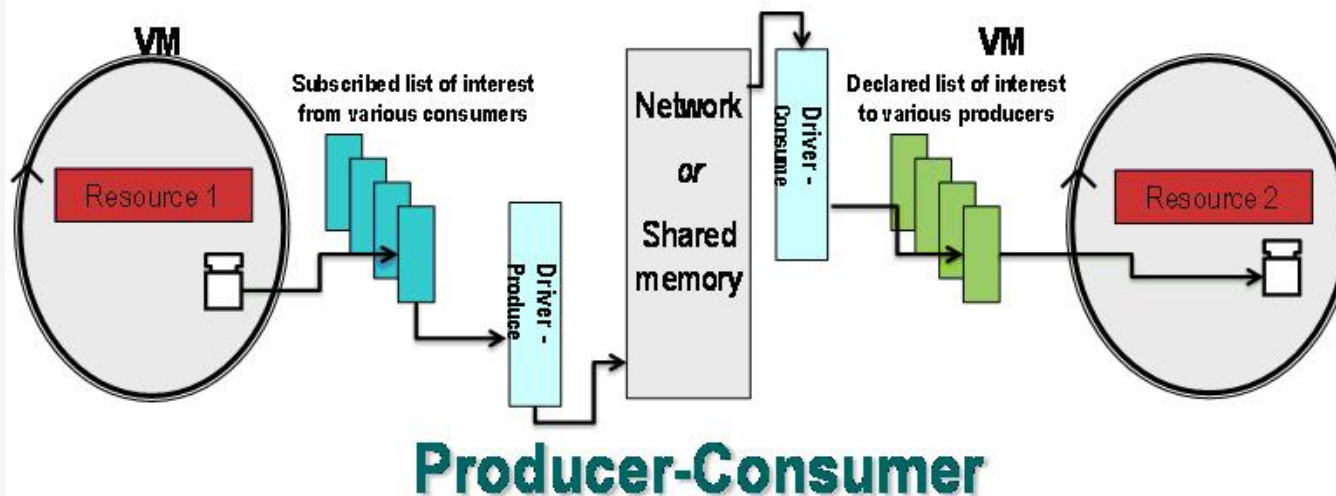 VM
Subscribed list of interest
from various consumers
Resource 1
Driver -
Produce
Network
or
Shared
memory
Driver -
Consume
VM
Declared list of interest
to various producers
Resource 2
Producer-Consumer